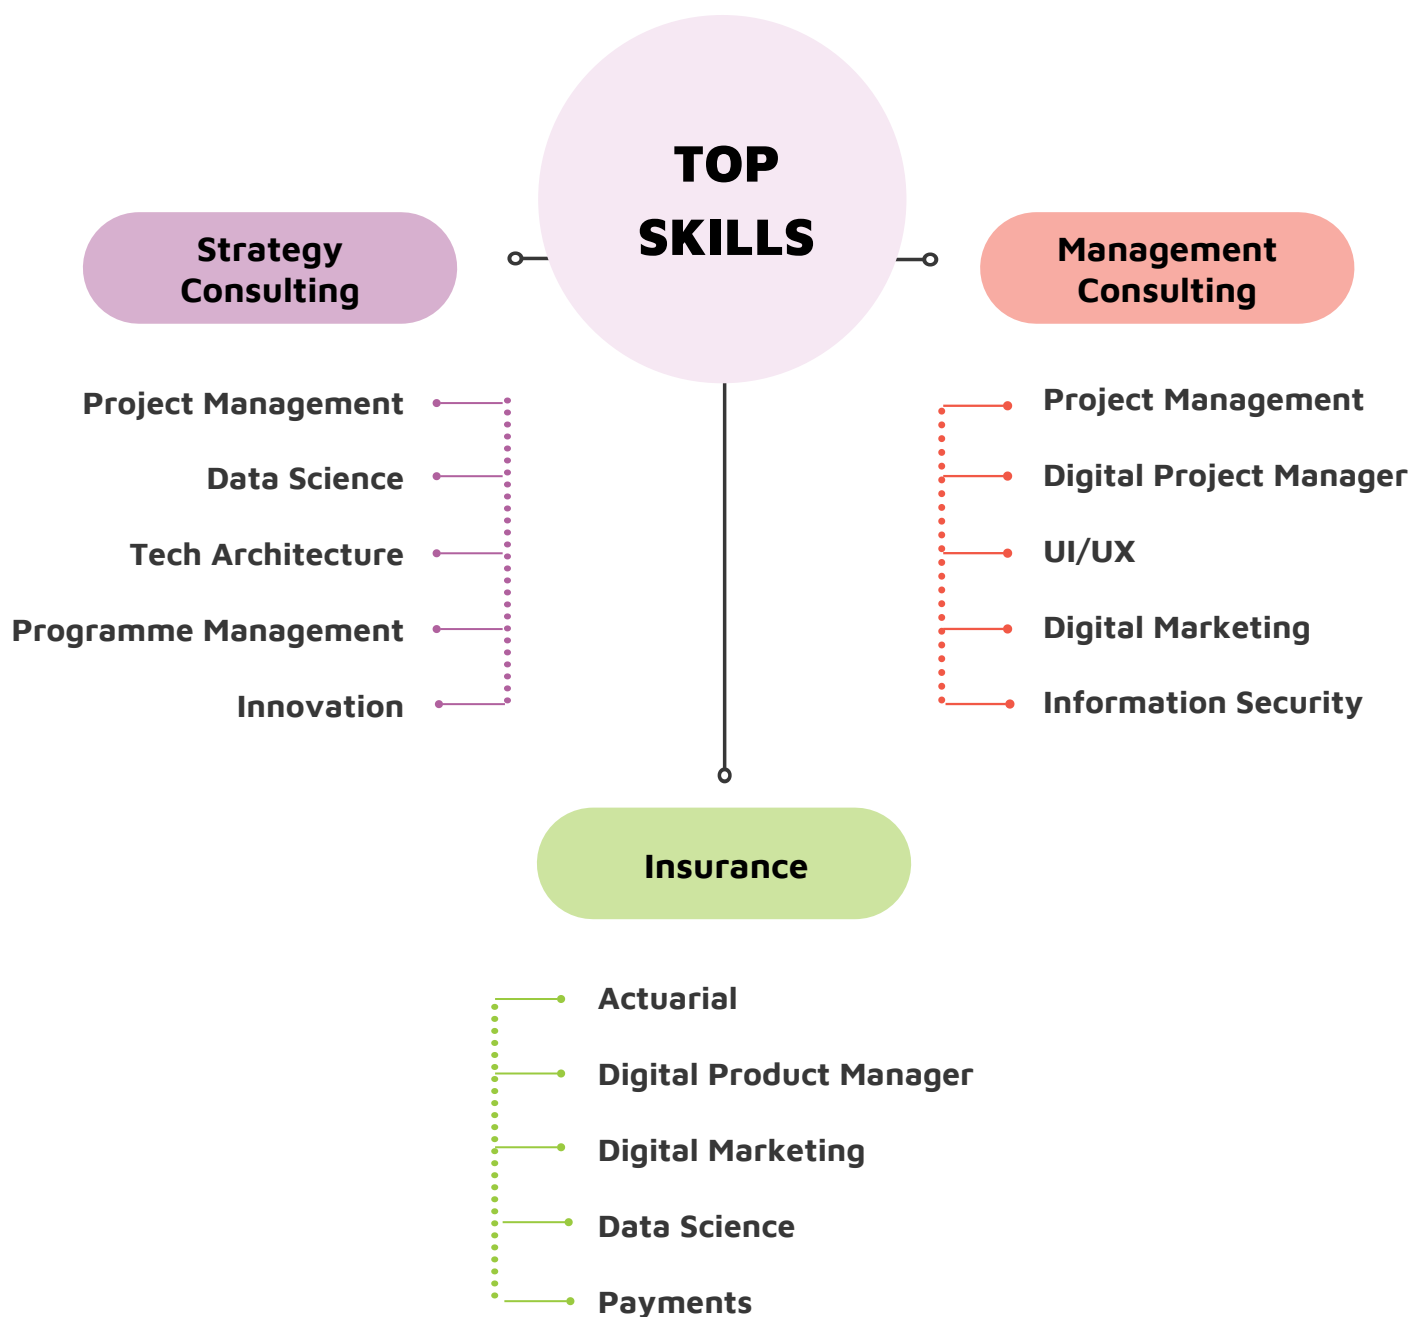 TOP
SKILLS
Strategy
Consulting
Project Management
Data Science
Tech Architecture
Programme Management
Innovation
Management
Consulting
Project Management
Digital Project Manager
UI/UX
Digital Marketing
Information Security
Insurance
Actuarial
Digital Product Manager
Digital Marketing
Data Science
Payments